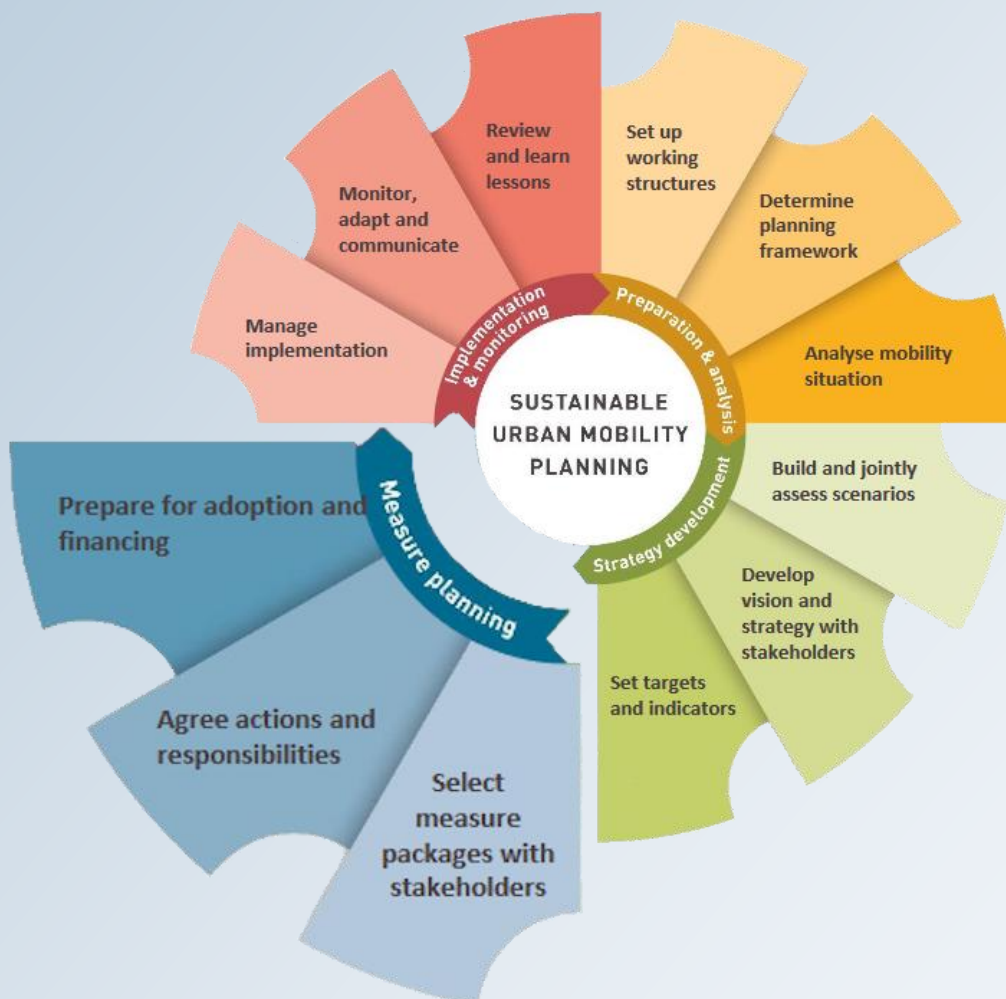 Review
and learn
lessons
Set up
working
structures
Monitor,
adapt and
communicate
Determine
planning
framework
Manage
implementation
Implementation
& monitoring
Preparation & analysis
Analyse mobility
situation
SUSTAINABLE
URBAN MOBILITY
PLANNING
Build and jointly
assess scenarios
Strategy development
Develop
vision and
strategy with
stakeholders
Set targets
and indicators
Measure planning
Prepare for adoption and
financing
Agree actions and
responsibilities
Select
measure
packages with
stakeholders